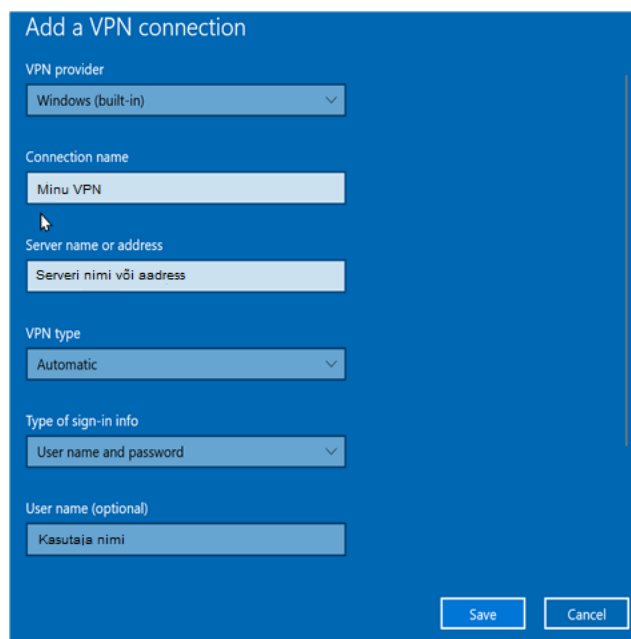 Add a VPN connection
VPN provider
Windows (built-in)
Connection name
Minu VPN
Server name or address
Serveri nimi või aadress
VPN type
Automatic
Type of sign-in info
User name and password
User name (optional)
Kasutaja nimi
Save
Cancel